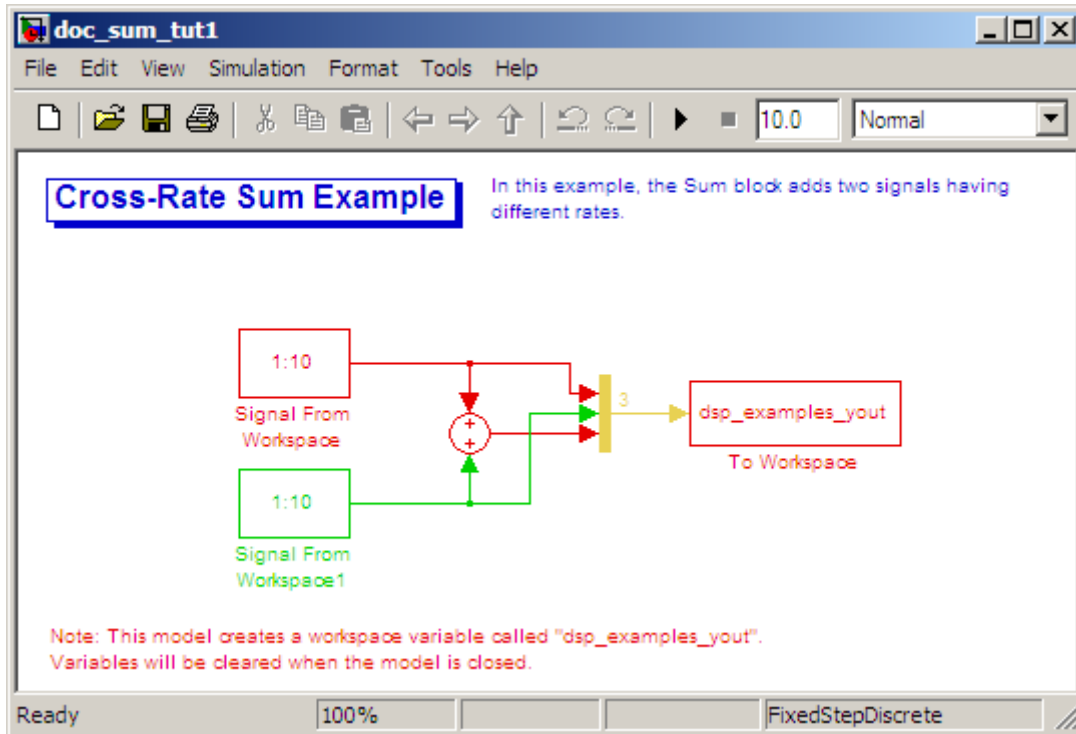 doc_sum_tut1
File Edit View Simulation Format Tools Help
10.0 Normal
Cross-Rate Sum Example
In this example, the Sum block adds two signals having
different rates.
1:10
Signal From
Workspace
+
+
3
dsp_examples_yout
To Workspace
1:10
Signal From
Workspace1
Note: This model creates a workspace variable called "dsp_examples_yout".
Variables will be cleared when the model is closed.
Ready 100% FixedStepDiscrete